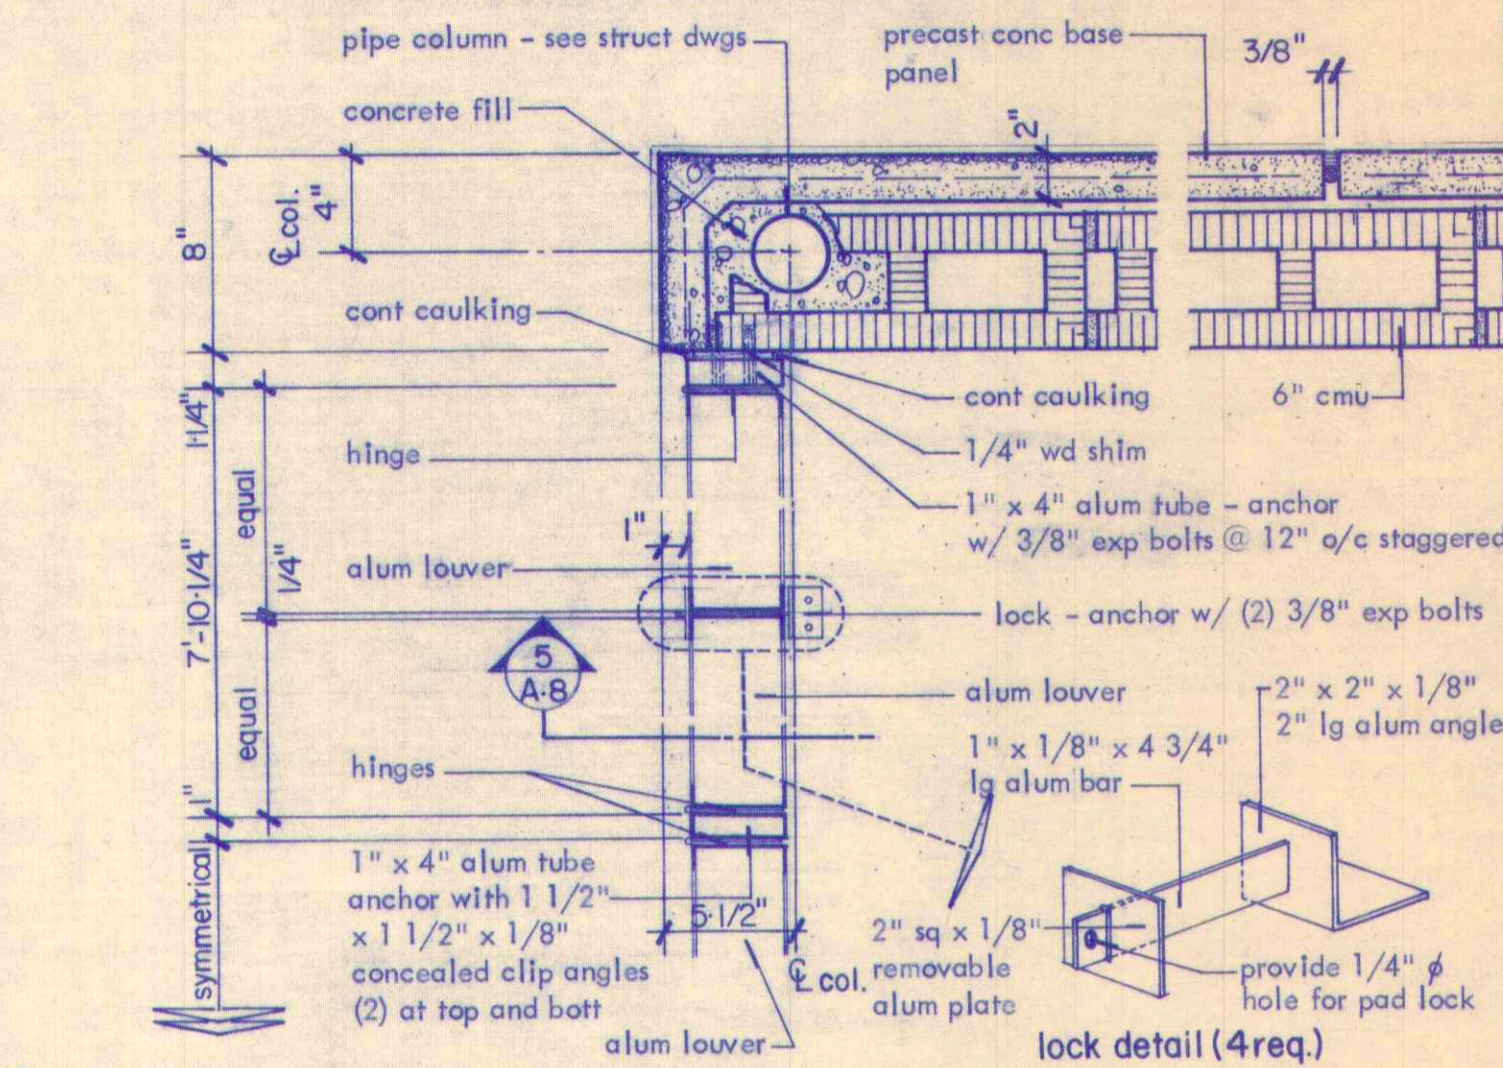 pipe column - see struct dwgs
precast conc base
panel
3/8"
concrete fill
2"
8"
℄ col.
4"
cont caulking
cont caulking
6" cmu
1·1/4"
hinge
1/4" wd shim
equal
1" x 4" alum tube - anchor
w/ 3/8" exp bolts @ 12" o/c staggered
1"
1/4"
alum louver
7'-10·1/4"
lock - anchor w/ (2) 3/8" exp bolts
5
A·8
alum louver
2" x 2" x 1/8"
2" lg alum angle
equal
1" x 1/8" x 4 3/4"
lg alum bar
hinges
1"
symmetrical
1" x 4" alum tube
anchor with 1 1/2"
x 1 1/2" x 1/8"
concealed clip angles
(2) at top and bott
5·1/2"
℄ col.
2" sq x 1/8"
removable
alum plate
provide 1/4" ϕ
hole for pad lock
alum louver
lock detail (4 req.)